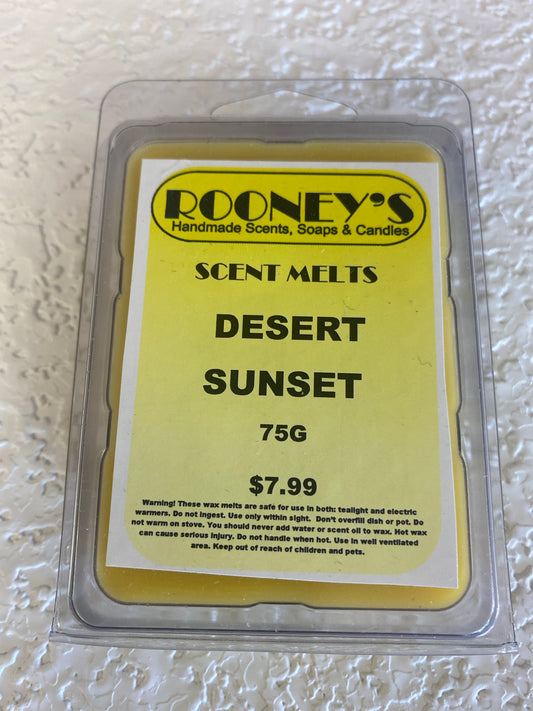 ROONEY'S
Handmade Scents, Soaps & Candles
SCENT MELTS
DESERT
SUNSET
75G
$7.99
Warning! These wax melts are safe for use in both: tealight and electric
warmers. Do not ingest. Use only within sight. Don't overfill dish or pot. Do
not warm on stove. You should never add water or scent oil to wax. Hot wax
can cause serious injury. Do not handle when hot. Use in well ventilated
area. Keep out of reach of children and pets.